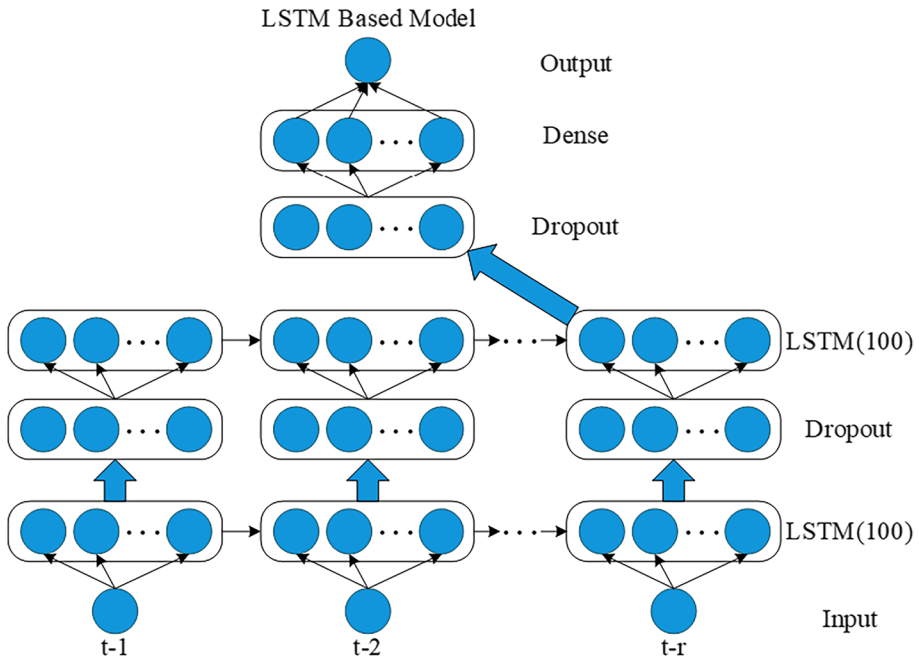 LSTM Based Model
Output
Dense
Dropout
LSTM(100)
Dropout
LSTM(100)
Input
t-1
t-2
t-r